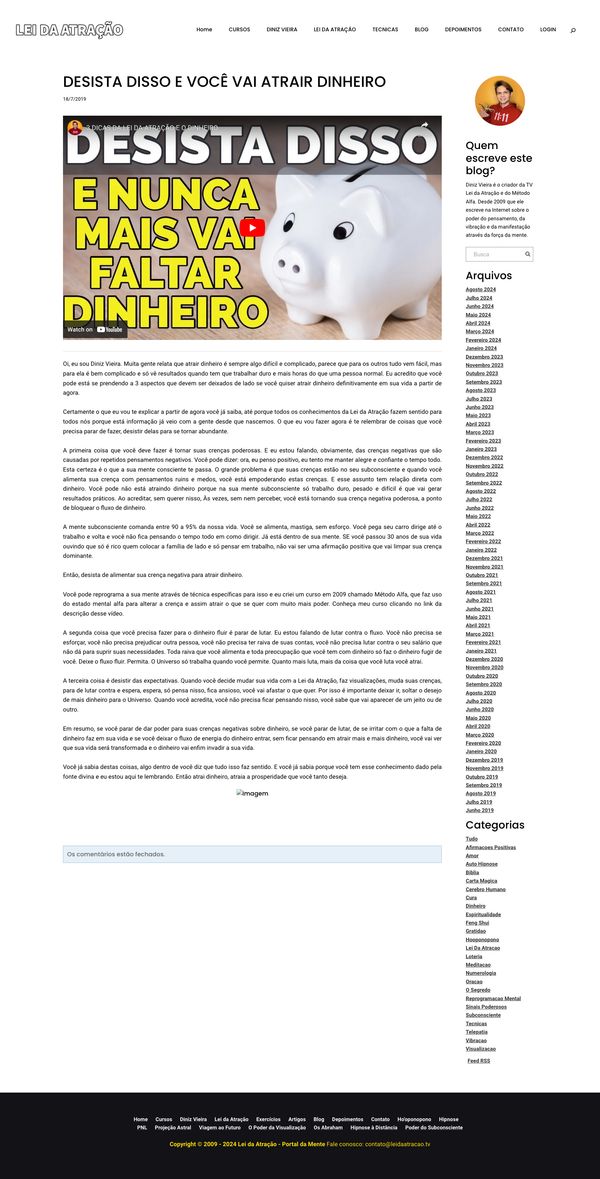 LEI DA ATRAÇÃO
Home CURSOS DINIZ VIEIRA LEI DA ATRAÇÃO TECNICAS BLOG DEPOIMENTOS CONTATO LOGIN
DESISTA DISSO E VOCÊ VAI ATRAIR DINHEIRO
18/7/2019
3 DICAS DA LEI DA ATRAÇÃO E O DINHEIRO
DESISTA DISSO
E NUNCA
MAIS VAI
FALTAR
DINHEIRO
Watch on YouTube
Oi, eu sou Diniz Vieira. Muita gente relata que atrair dinheiro é sempre algo difícil e complicado, parece que para os outros tudo vem fácil, mas
para ela é bem complicado e só vê resultados quando tem que trabalhar duro e mais horas do que uma pessoa normal. Eu acredito que você
pode está se prendendo a 3 aspectos que devem ser deixados de lado se você quiser atrair dinheiro definitivamente em sua vida a partir de
agora.
Certamente o que eu vou te explicar a partir de agora você já saiba, até porque todos os conhecimentos da Lei da Atração fazem sentido para
todos nós porque está informação já veio com a gente desde que nascemos. O que eu vou fazer agora é te relembrar de coisas que você
precisa parar de fazer, desistir delas para se tornar abundante.
A primeira coisa que você deve fazer é tornar suas crenças poderosas. E eu estou falando, obviamente, das crenças negativas que são
causadas por repetidos pensamentos negativos. Você pode dizer: ora, eu penso positivo, eu tento me manter alegre e confiante o tempo todo.
Esta certeza é o que a sua mente consciente te passa. O grande problema é que suas crenças estão no seu subconsciente e quando você
alimenta sua crença com pensamentos ruins e medos, você está empoderando estas crenças. E esse assunto tem relação direta com
dinheiro. Você pode não está atraindo dinheiro porque na sua mente subconsciente só trabalho duro, pesado e difícil é que vai gerar
resultados práticos. Ao acreditar, sem querer nisso, Às vezes, sem nem perceber, você está tornando sua crença negativa poderosa, a ponto
de bloquear o fluxo de dinheiro.
A mente subconsciente comanda entre 90 a 95% da nossa vida. Você se alimenta, mastiga, sem esforço. Você pega seu carro dirige até o
trabalho e volta e você não fica pensando o tempo todo em como dirigir. Já está dentro de sua mente. SE você passou 30 anos de sua vida
ouvindo que só é rico quem colocar a família de lado e só pensar em trabalho, não vai ser uma afirmação positiva que vai limpar sua crença
dominante.
Então, desista de alimentar sua crença negativa para atrair dinheiro.
Você pode reprograma a sua mente através de técnica específicas para isso e eu criei um curso em 2009 chamado Método Alfa, que faz uso
do estado mental alfa para alterar a crença e assim atrair o que se quer com muito mais poder. Conheça meu curso clicando no link da
descrição desse vídeo.
A segunda coisa que você precisa fazer para o dinheiro fluir é parar de lutar. Eu estou falando de lutar contra o fluxo. Você não precisa se
esforçar, você não precisa prejudicar outra pessoa, você não precisa ter raiva de suas contas, você não precisa lutar contra o seu salário que
não dá para suprir suas necessidades. Toda raiva que você alimenta e toda preocupação que você tem com dinheiro só faz o dinheiro fugir de
você. Deixe o fluxo fluir. Permita. O Universo só trabalha quando você permite. Quanto mais luta, mais da coisa que você luta você atrai.
A terceira coisa é desistir das expectativas. Quando você decide mudar sua vida com a Lei da Atração, faz visualizações, muda suas crenças,
para de lutar contra e espera, espera, só pensa nisso, fica ansioso, você vai afastar o que quer. Por isso é importante deixar ir, soltar o desejo
de mais dinheiro para o Universo. Quando você acredita, você não precisa ficar pensando nisso, você sabe que vai aparecer de um jeito ou de
outro.
Em resumo, se você parar de dar poder para suas crenças negativas sobre dinheiro, se você parar de lutar, de se irritar com o que a falta de
dinheiro faz em sua vida e se você deixar o fluxo de energia do dinheiro entrar, sem ficar pensando em atrair mais e mais dinheiro, você vai ver
que sua vida será transformada e o dinheiro vai enfim invadir a sua vida.
Você já sabia destas coisas, algo dentro de você diz que tudo isso faz sentido. E você já sabia porque você tem esse conhecimento dado pela
fonte divina e eu estou aqui te lembrando. Então atrai dinheiro, atraia a prosperidade que você tanto deseja.
Imagem
Os comentários estão fechados.
11:11
Quem
escreve este
blog?
Diniz Vieira é o criador da TV
Lei da Atração e do Método
Alfa. Desde 2009 que ele
escreve na Internet sobre o
poder do pensamento, da
vibração e da manifestação
através da força da mente.
Busca
Arquivos
Agosto 2024
Julho 2024
Junho 2024
Maio 2024
Abril 2024
Março 2024
Fevereiro 2024
Janeiro 2024
Dezembro 2023
Novembro 2023
Outubro 2023
Setembro 2023
Agosto 2023
Julho 2023
Junho 2023
Maio 2023
Abril 2023
Março 2023
Fevereiro 2023
Janeiro 2023
Dezembro 2022
Novembro 2022
Outubro 2022
Setembro 2022
Agosto 2022
Julho 2022
Junho 2022
Maio 2022
Abril 2022
Março 2022
Fevereiro 2022
Janeiro 2022
Dezembro 2021
Novembro 2021
Outubro 2021
Setembro 2021
Agosto 2021
Julho 2021
Junho 2021
Maio 2021
Abril 2021
Março 2021
Fevereiro 2021
Janeiro 2021
Dezembro 2020
Novembro 2020
Outubro 2020
Setembro 2020
Agosto 2020
Julho 2020
Junho 2020
Maio 2020
Abril 2020
Março 2020
Fevereiro 2020
Janeiro 2020
Dezembro 2019
Novembro 2019
Outubro 2019
Setembro 2019
Agosto 2019
Julho 2019
Junho 2019
Categorias
Tudo
Afirmacoes Positivas
Amor
Auto Hipnose
Biblia
Carta Magica
Cerebro Humano
Cura
Dinheiro
Espiritualidade
Feng Shui
Gratidao
Hooponopono
Lei Da Atracao
Loteria
Meditacao
Numerologia
Oracao
O Segredo
Reprogramacao Mental
Sinais Poderosos
Subconsciente
Tecnicas
Telepatia
Vibracao
Visualizacao
Feed RSS
Home Cursos Diniz Vieira Lei da Atração Exercícios Artigos Blog Depoimentos Contato Ho'oponopono Hipnose
PNL Projeção Astral Viagem ao Futuro O Poder da Visualização Os Abraham Hipnose à Distância Poder do Subconsciente
Copyright © 2009 - 2024 Lei da Atração - Portal da Mente Fale conosco: contato@leidaatracao.tv